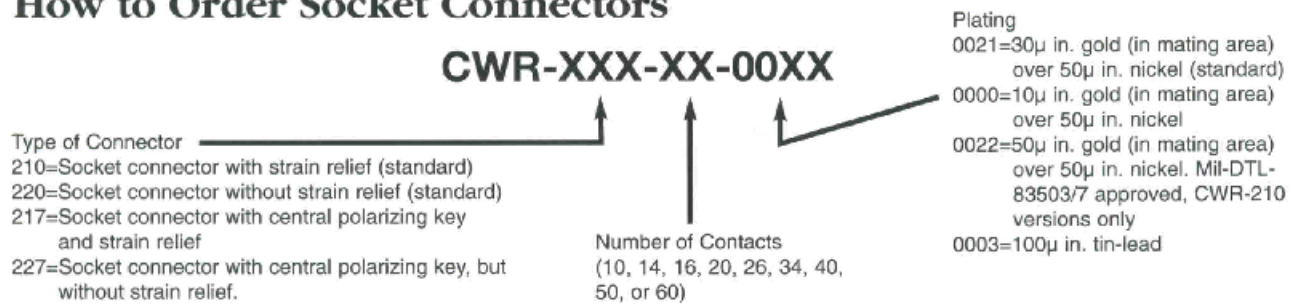 How to Order Socket Connectors
CWR-XXX-XX-00XX
Type of Connector
210=Socket connector with strain relief (standard)
220=Socket connector without strain relief (standard)
217=Socket connector with central polarizing key
and strain relief
227=Socket connector with central polarizing key, but
without strain relief.
Number of Contacts
(10, 14, 16, 20, 26, 34, 40,
50, or 60)
Plating
0021=30µ in. gold (in mating area)
over 50µ in. nickel (standard)
0000=10µ in. gold (in mating area)
over 50µ in. nickel
0022=50µ in. gold (in mating area)
over 50µ in. nickel. Mil-DTL-
83503/7 approved, CWR-210
versions only
0003=100µ in. tin-lead